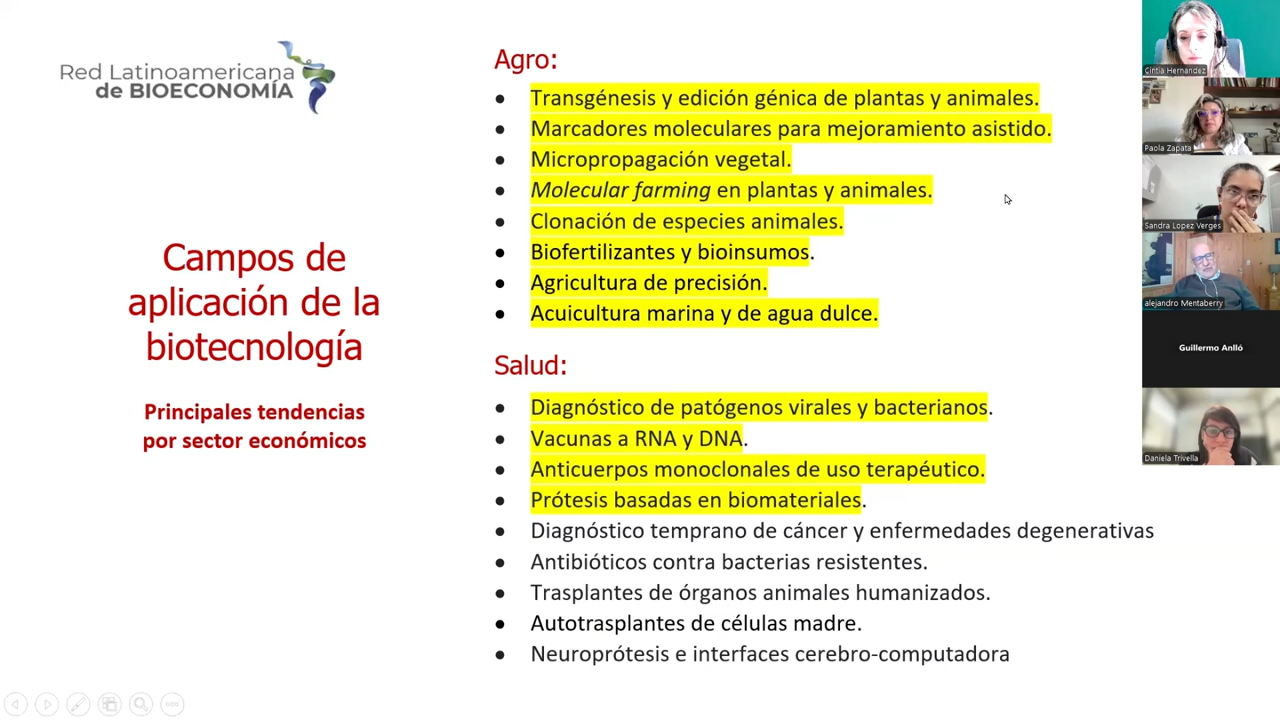 Red Latinoamericana
de BIOECONOMÍA
Campos de
aplicación de la
biotecnología
Principales tendencias
por sector económicos
Agro:
• Transgénesis y edición génica de plantas y animales.
• Marcadores moleculares para mejoramiento asistido.
• Micropropagación vegetal.
• Molecular farming en plantas y animales.
• Clonación de especies animales.
• Biofertilizantes y bioinsumos.
• Agricultura de precisión.
• Acuicultura marina y de agua dulce.
Salud:
• Diagnóstico de patógenos virales y bacterianos.
• Vacunas a RNA y DNA.
• Anticuerpos monoclonales de uso terapéutico.
• Prótesis basadas en biomateriales.
• Diagnóstico temprano de cáncer y enfermedades degenerativas
• Antibióticos contra bacterias resistentes.
• Trasplantes de órganos animales humanizados.
• Autotrasplantes de células madre.
• Neuroprótesis e interfaces cerebro-computadora
Cintia Hernandez
Paola Zapata
Sandra Lopez Verges
alejandro Mentaberry
Guillermo Anlló
Daniela Trivella